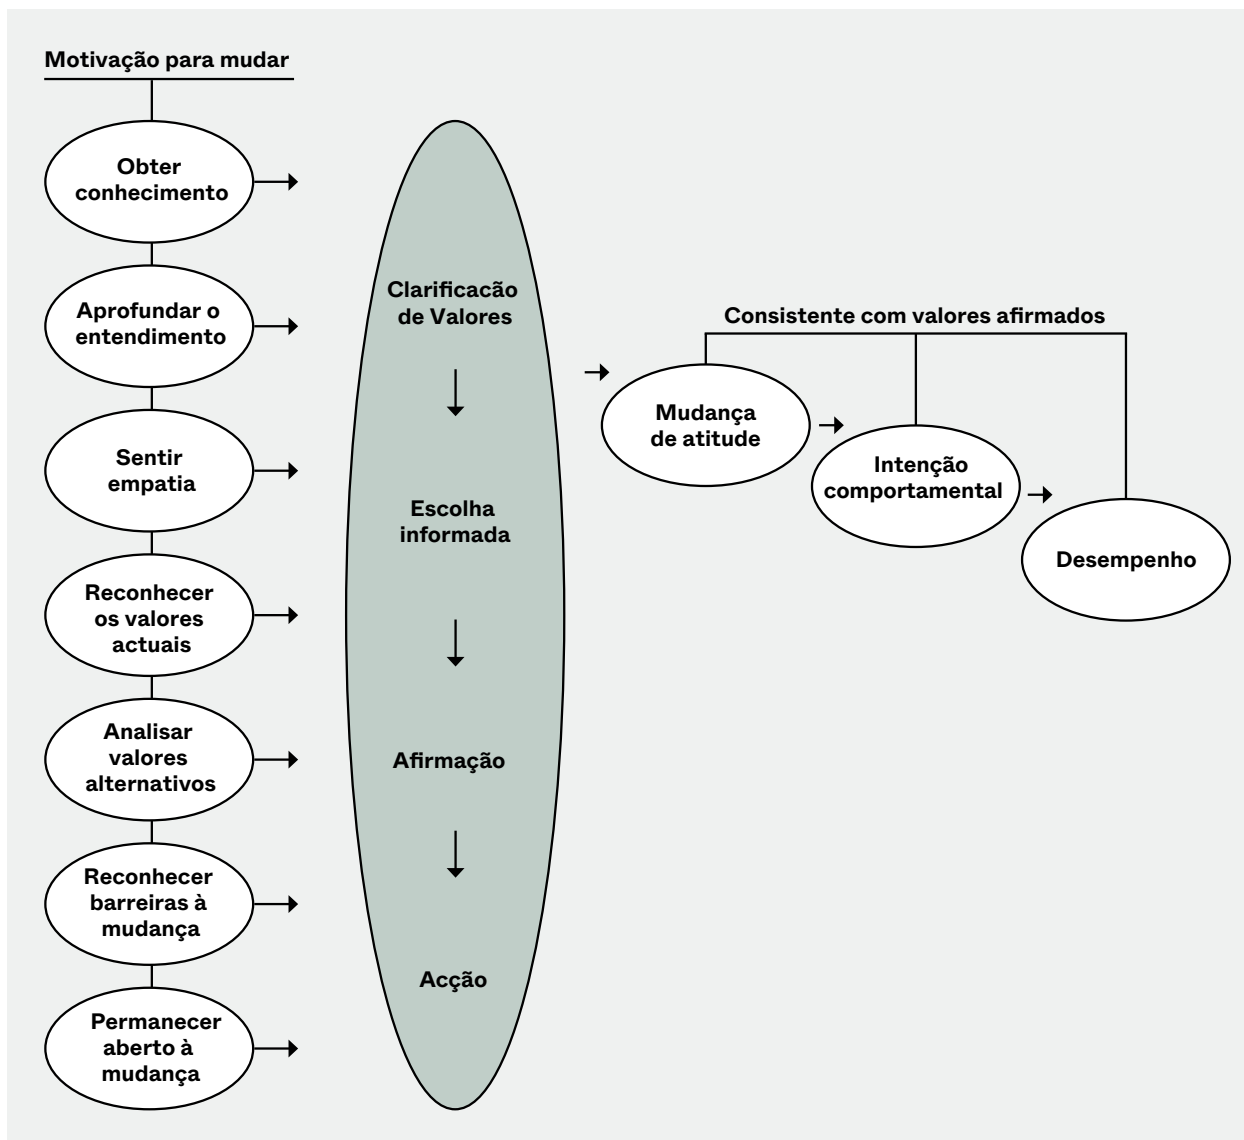 Motivação para mudar
Obter
conhecimento
Aprofundar o
entendimento
Sentir
empatia
Reconhecer
os valores
actuais
Analisar
valores
alternativos
Reconhecer
barreiras à
mudança
Permanecer
aberto à
mudança
Clarificacão
de Valores
Escolha
informada
Afirmação
Acção
Consistente com valores afirmados
Mudança
de atitude
Intenção
comportamental
Desempenho